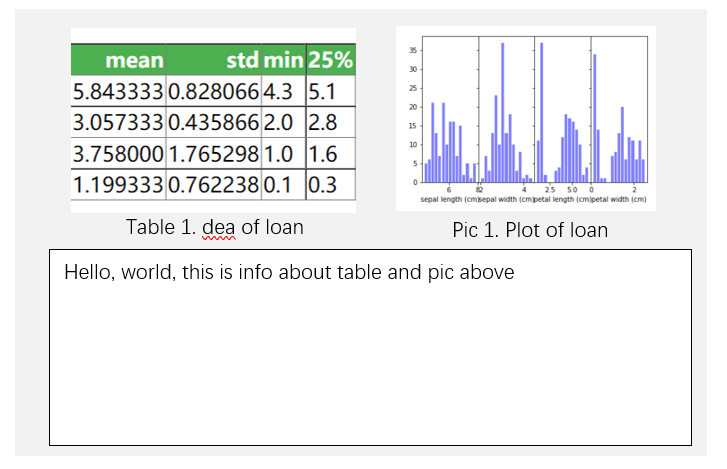 mean std min 25%
5.843333 0.828066 4.3 5.1
3.057333 0.435866 2.0 2.8
3.758000 1.765298 1.0 1.6
1.199333 0.762238 0.1 0.3
Table 1. dea of loan
35
30
25
20
15
10
5
0
6 8 2 4 2.5 5.0 0 2
sepal length (cm) sepal width (cm) petal length (cm) petal width (cm)
Pic 1. Plot of loan
Hello, world, this is info about table and pic above